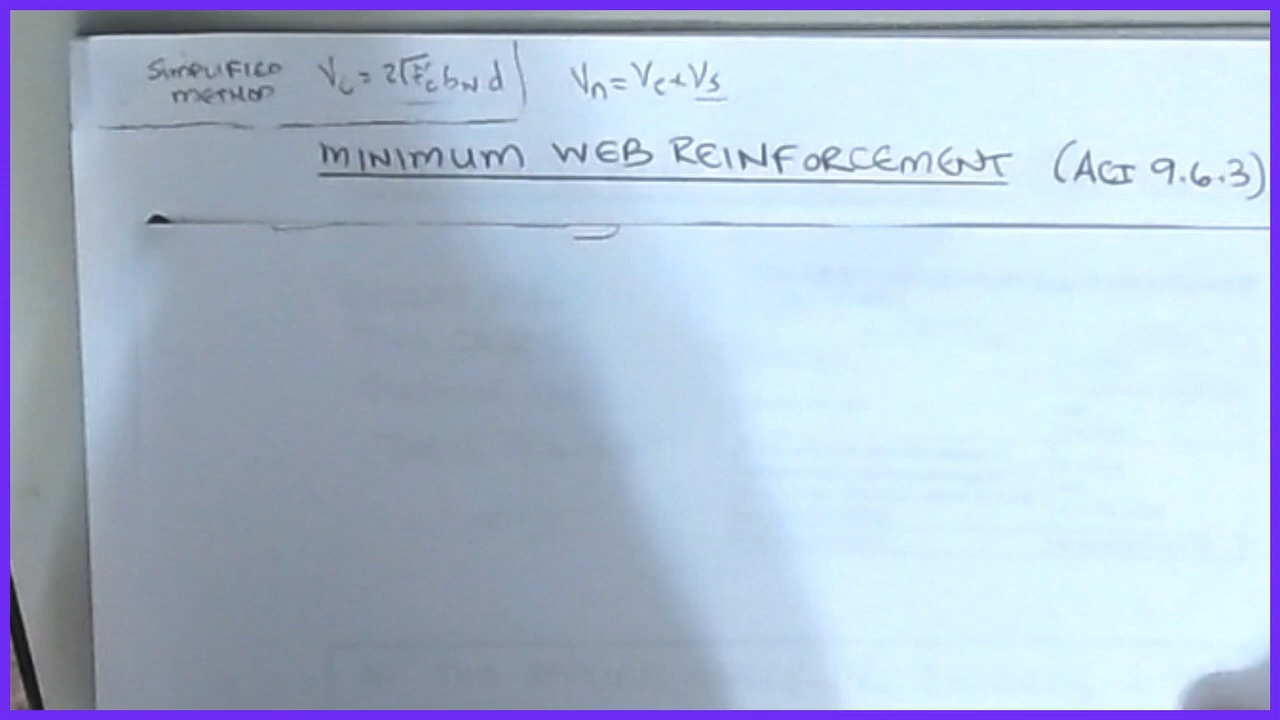 SIMPLIFIED Vc = 2√f'c bw d Vn = Vc + Vs
METHOD
MINIMUM WEB REINFORCEMENT (ACI 9.6.3)